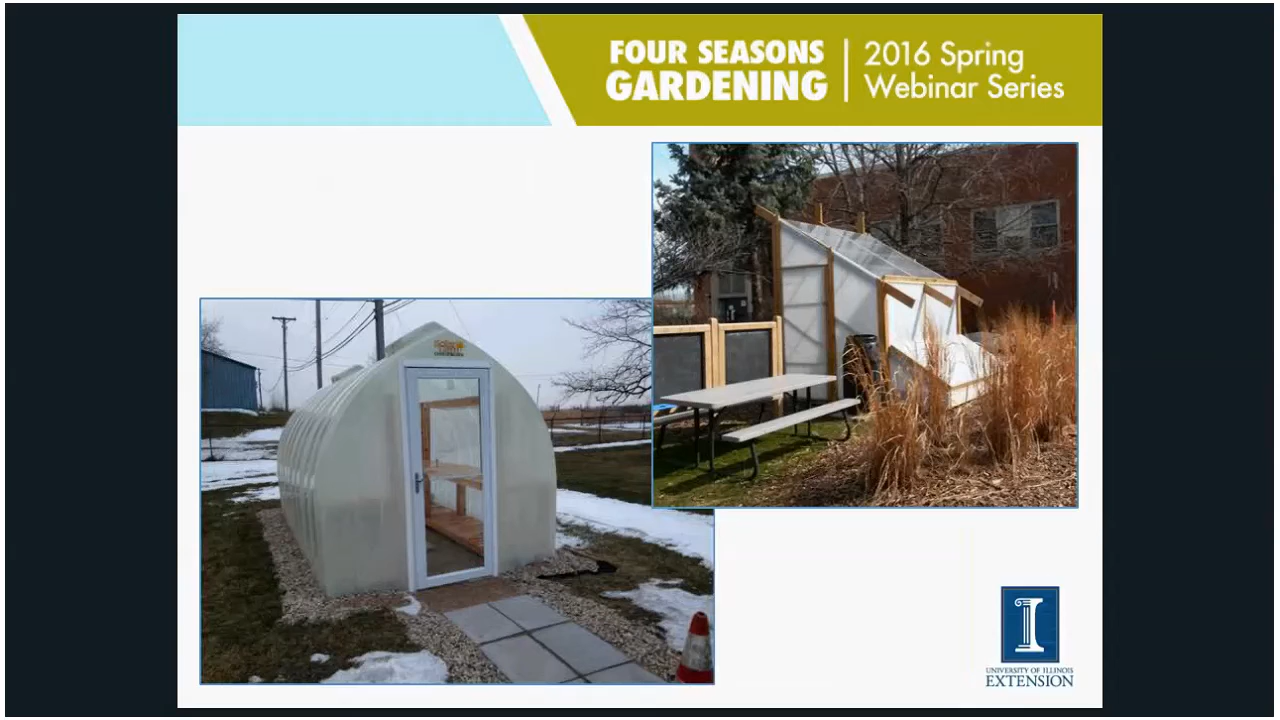 FOUR SEASONS
GARDENING
2016 Spring
Webinar Series
UNIVERSITY OF ILLINOIS
EXTENSION